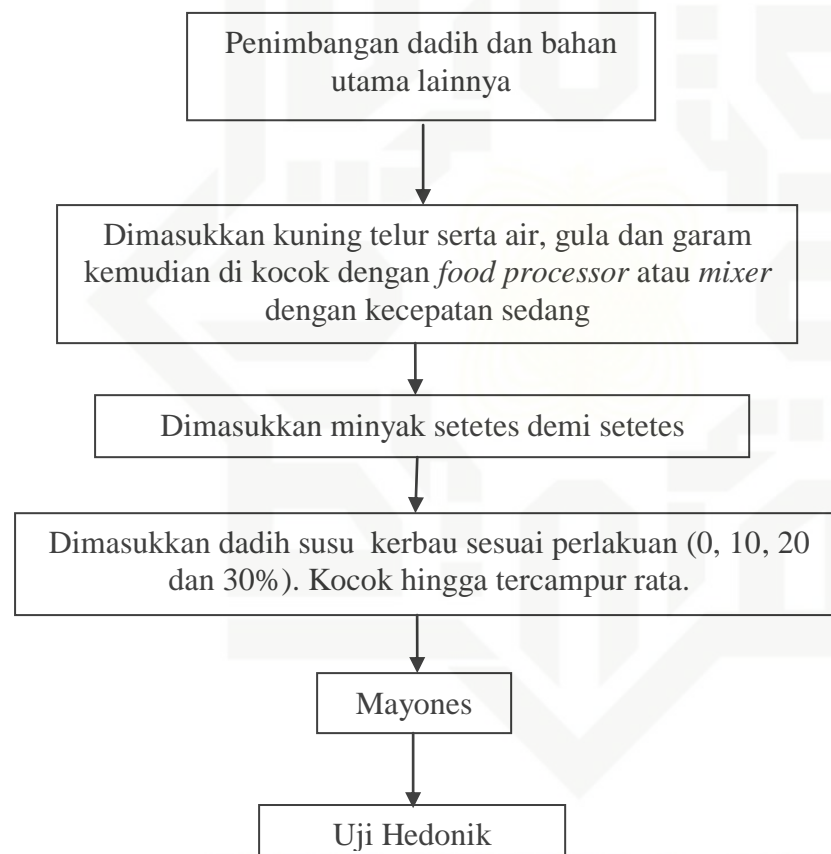 Penimbangan dadih dan bahan
utama lainnya
Dimasukkan kuning telur serta air, gula dan garam
kemudian di kocok dengan food processor atau mixer
dengan kecepatan sedang
Dimasukkan minyak setetes demi setetes
Dimasukkan dadih susu kerbau sesuai perlakuan (0, 10, 20
dan 30%). Kocok hingga tercampur rata.
Mayones
Uji Hedonik